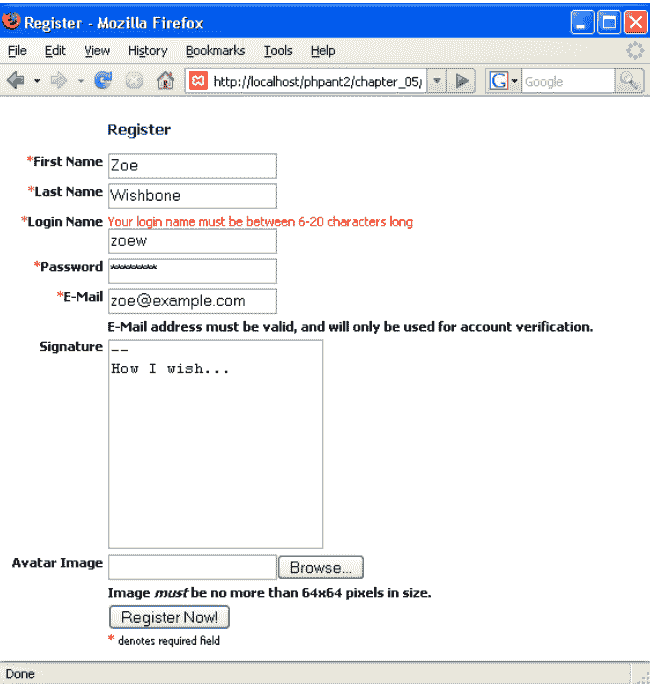 Register - Mozilla Firefox
File Edit View History Bookmarks Tools Help
http://localhost/phpant2/chapter_05/
G Google
Register
*First Name Zoe
*Last Name Wishbone
*Login Name Your login name must be between 6-20 characters long
zoew
*Password ********
*E-Mail zoe@example.com
E-Mail address must be valid, and will only be used for account verification.
Signature --
How I wish...
Avatar Image Browse...
Image must be no more than 64x64 pixels in size.
Register Now!
* denotes required field
Done